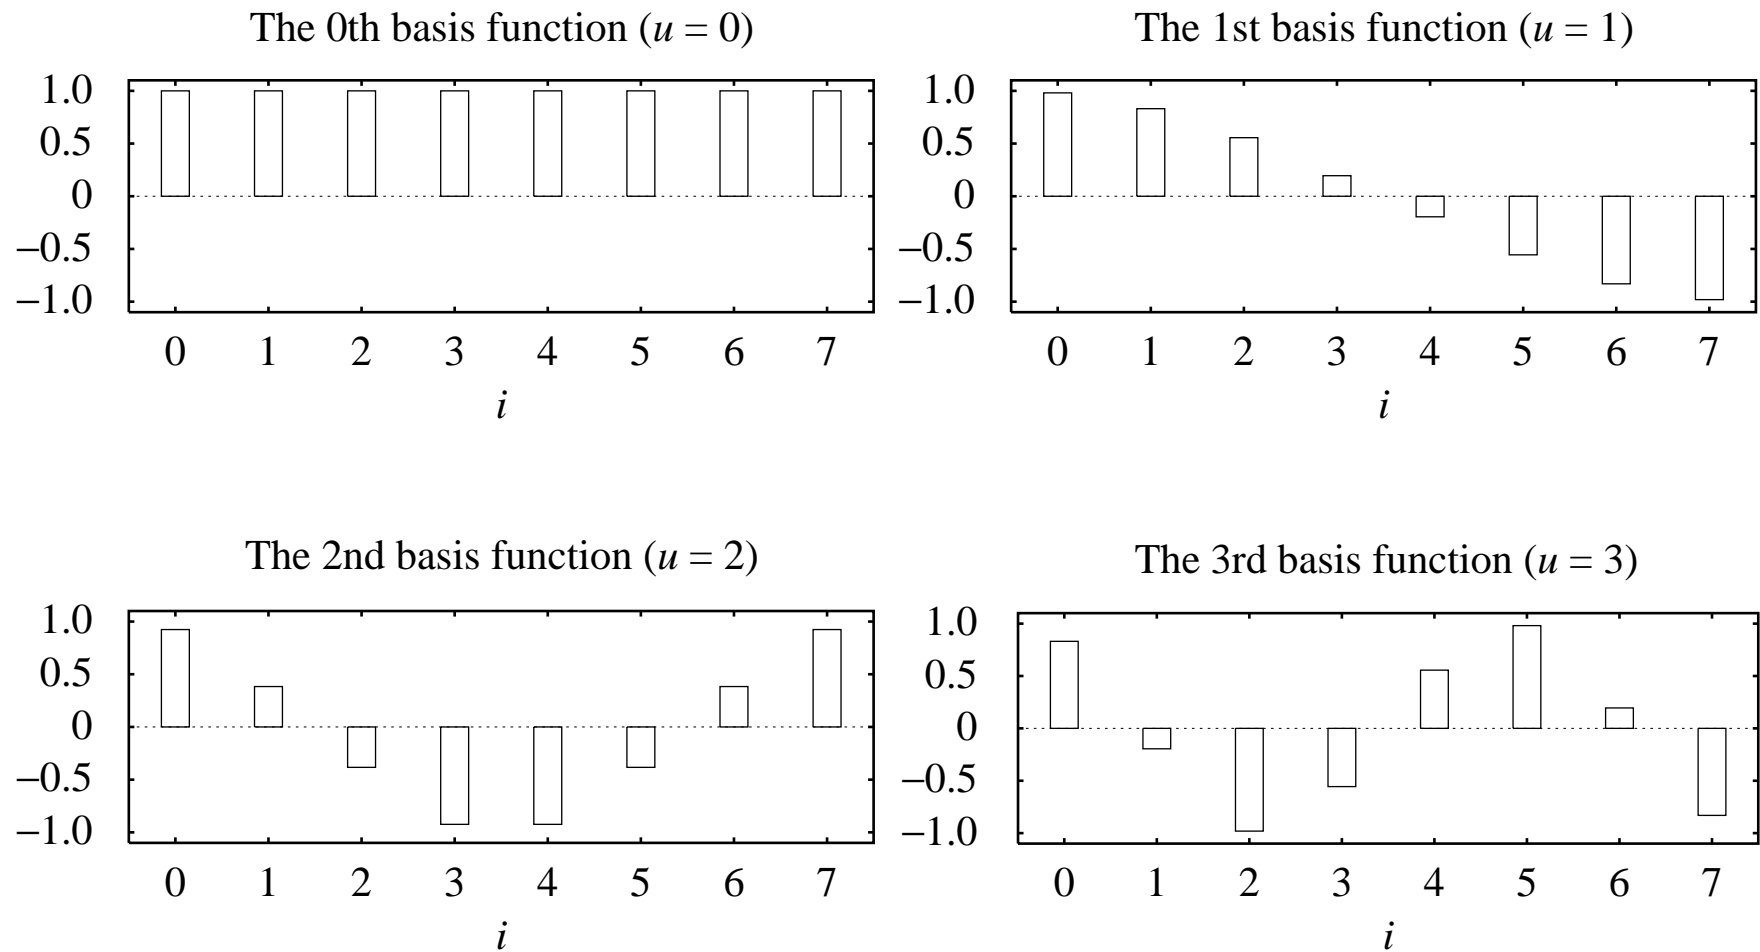 The 0th basis function (u = 0)
1.0
0.5
0
–0.5
–1.0
0 1 2 3 4 5 6 7
i
The 1st basis function (u = 1)
1.0
0.5
0
–0.5
–1.0
0 1 2 3 4 5 6 7
i
The 2nd basis function (u = 2)
1.0
0.5
0
–0.5
–1.0
0 1 2 3 4 5 6 7
i
The 3rd basis function (u = 3)
1.0
0.5
0
–0.5
–1.0
0 1 2 3 4 5 6 7
i